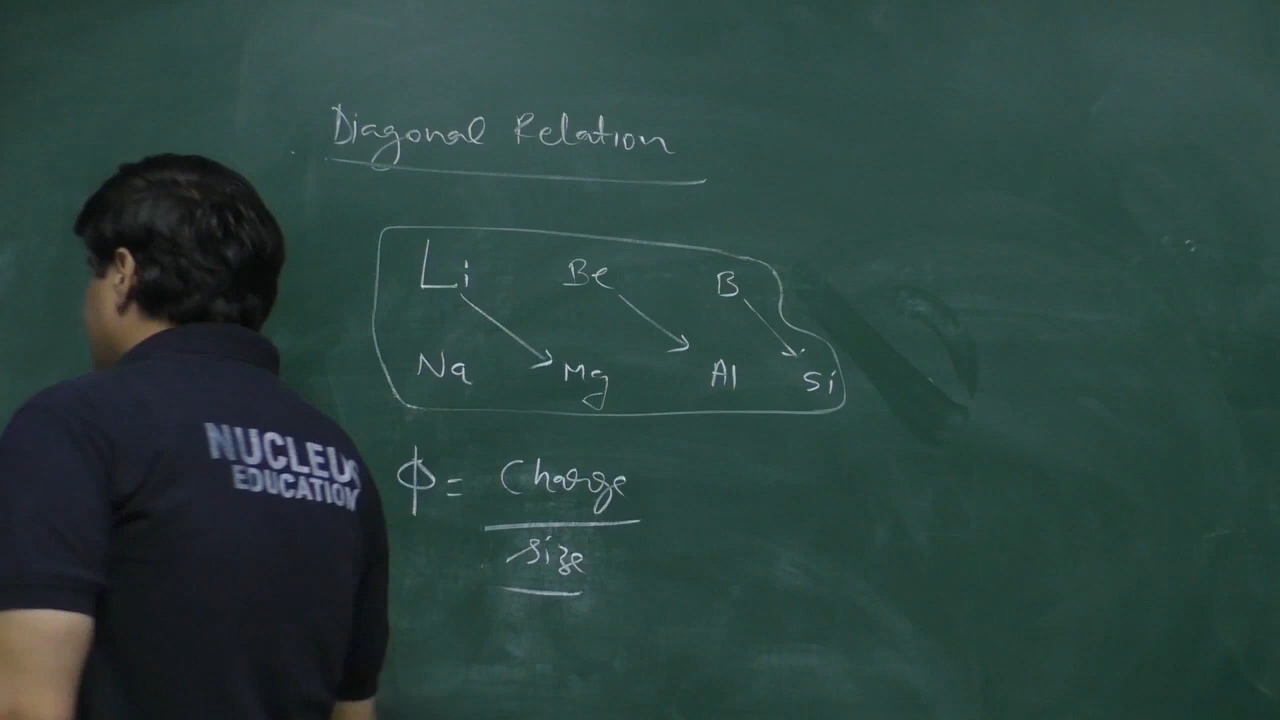 Diagonal Relation
Li Be B
Na Mg Al Si
ϕ = Charge
size
NUCLEUS
EDUCATION